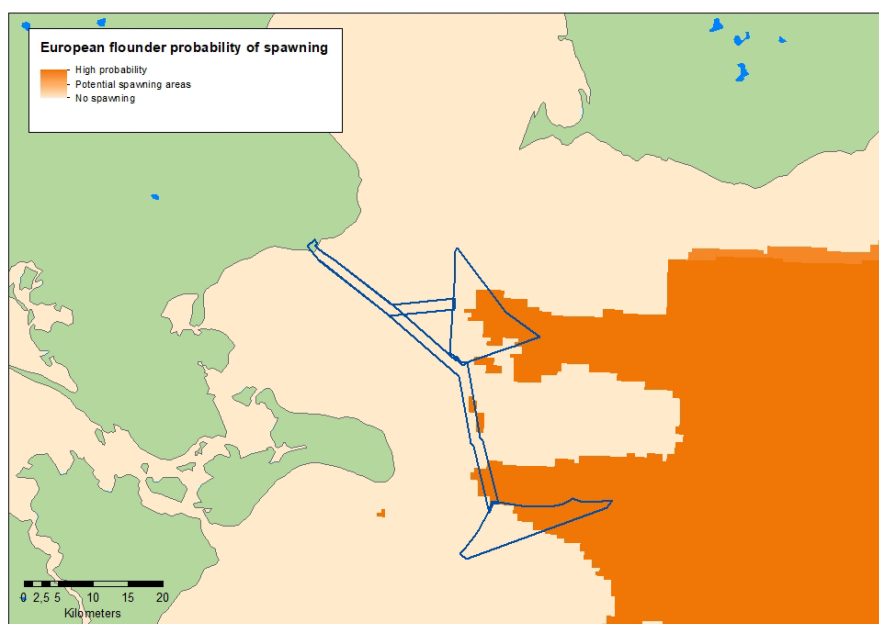 European flounder probability of spawning
High probability
Potential spawning areas
No spawning
0 2,5 5 10 15 20
Kilometers